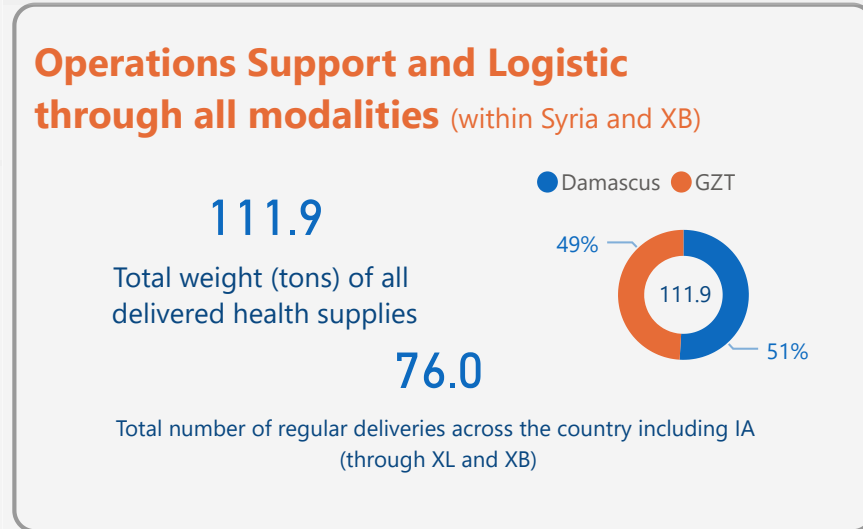 Operations Support and Logistic
through all modalities (within Syria and XB)
Damascus GZT
111.9
Total weight (tons) of all
delivered health supplies
49%
111.9
51%
76.0
Total number of regular deliveries across the country including IA
(through XL and XB)